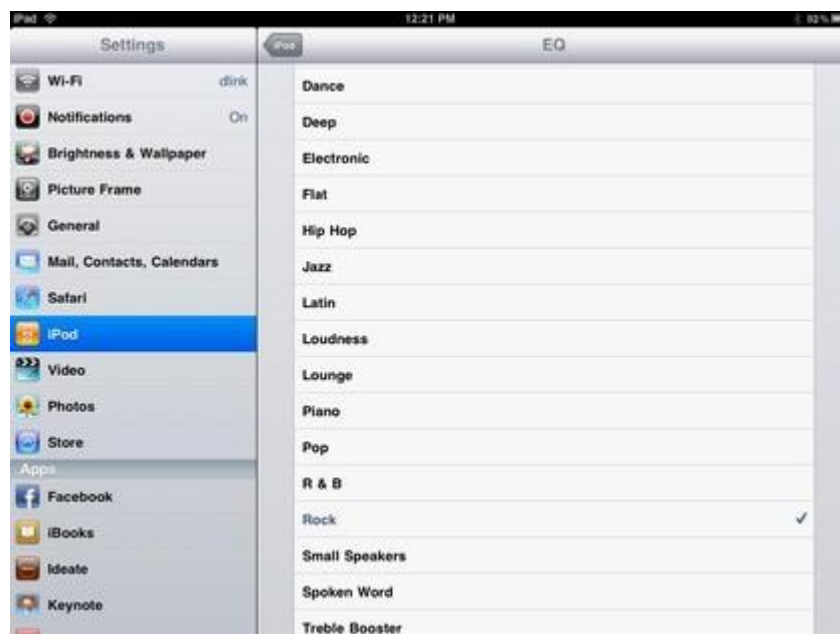 iPad
12:21 PM
92%
Settings
iPod
EQ
Wi-Fi dlink
Notifications On
Brightness & Wallpaper
Picture Frame
General
Mail, Contacts, Calendars
Safari
iPod
Video
Photos
Store
Apps
Facebook
iBooks
Ideate
Keynote
Dance
Deep
Electronic
Flat
Hip Hop
Jazz
Latin
Loudness
Lounge
Piano
Pop
R & B
Rock
Small Speakers
Spoken Word
Treble Booster